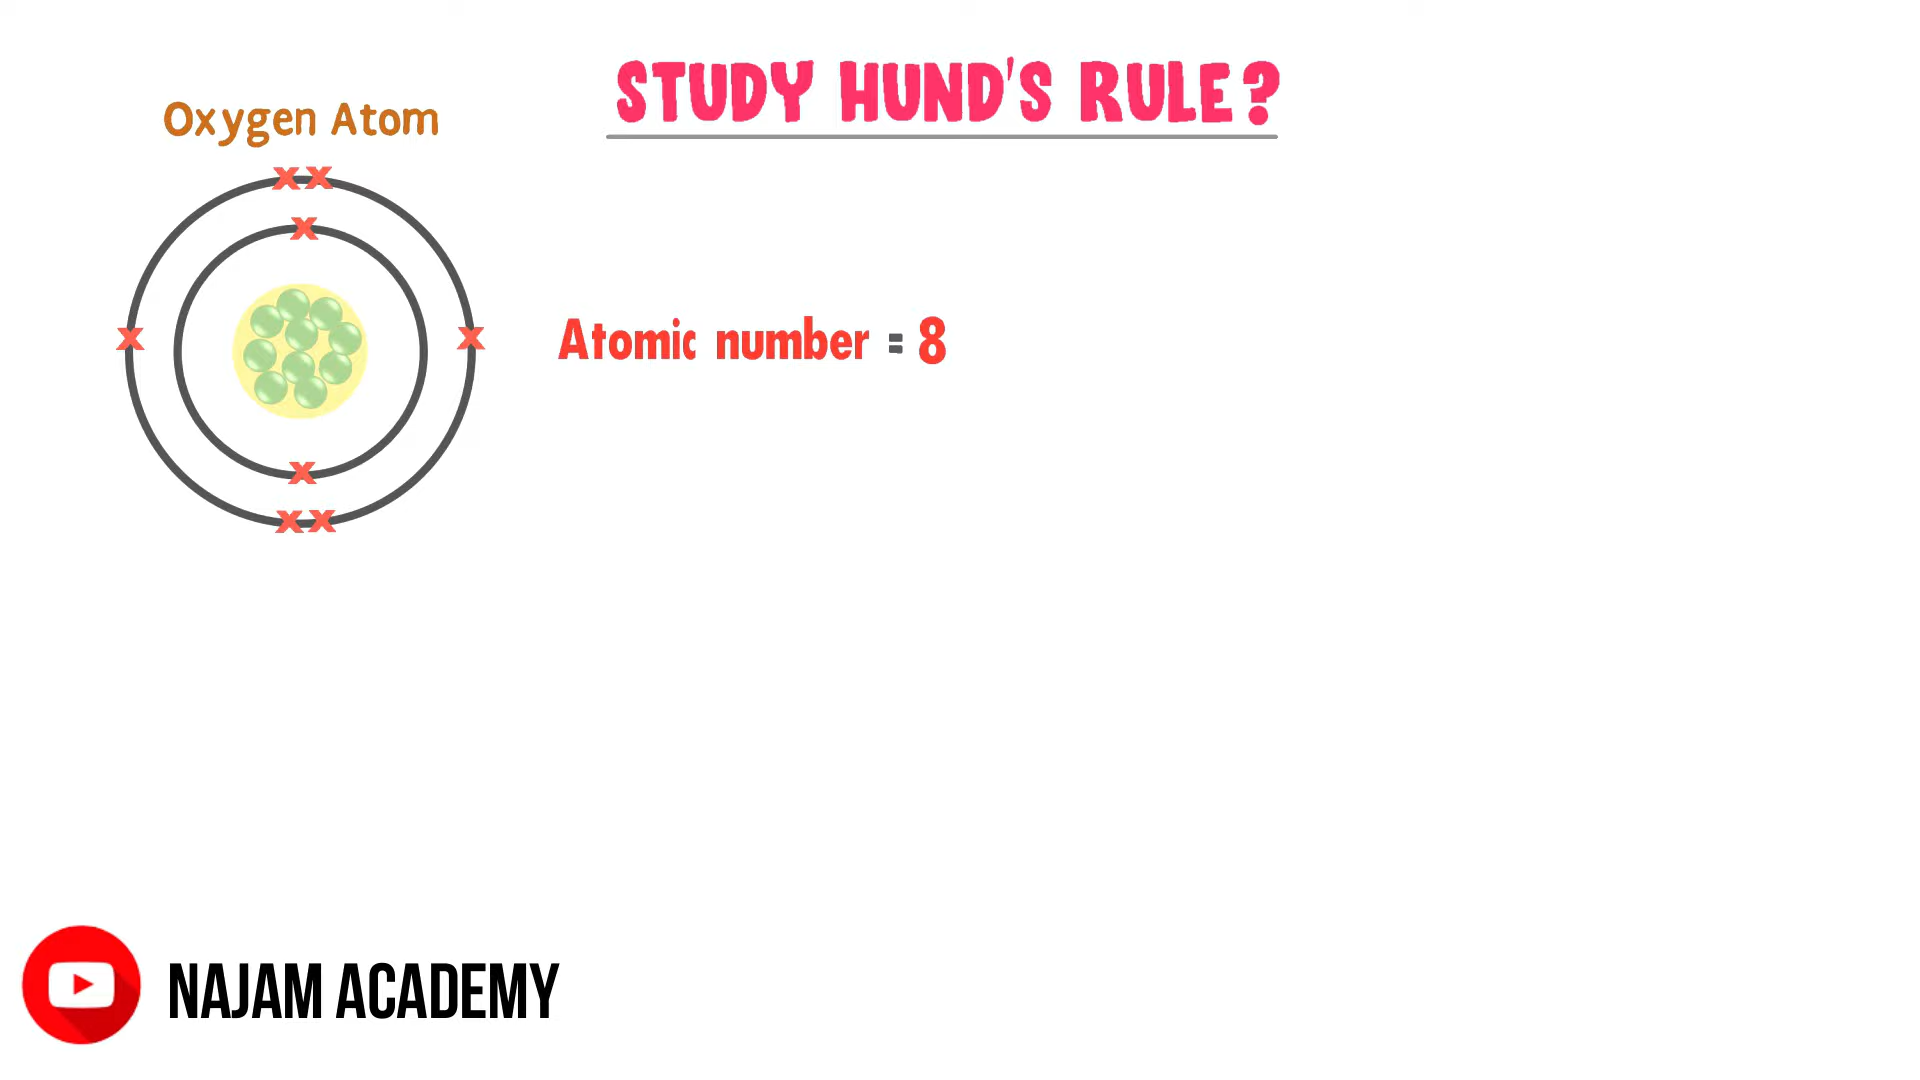 STUDY HUND'S RULE?
Oxygen Atom
Atomic number = 8
NAJAM ACADEMY